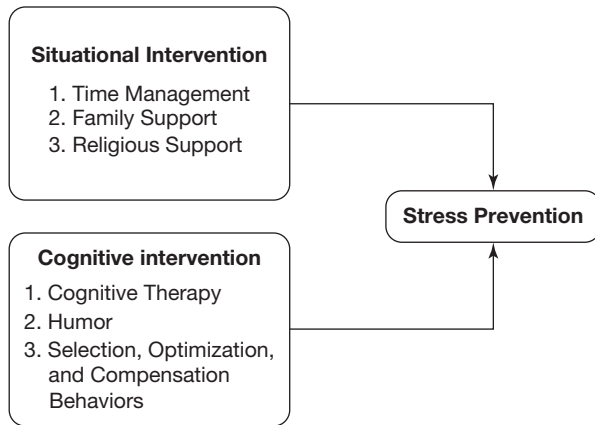 Situational Intervention
1. Time Management
2. Family Support
3. Religious Support
Stress Prevention
Cognitive intervention
1. Cognitive Therapy
2. Humor
3. Selection, Optimization,
and Compensation
Behaviors